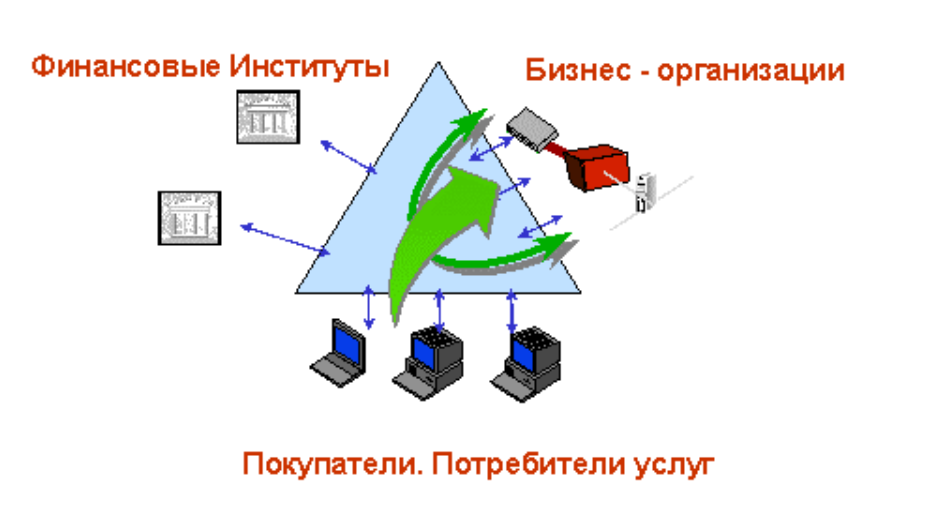 Финансовые Институты
Бизнес - организации
Покупатели. Потребители услуг